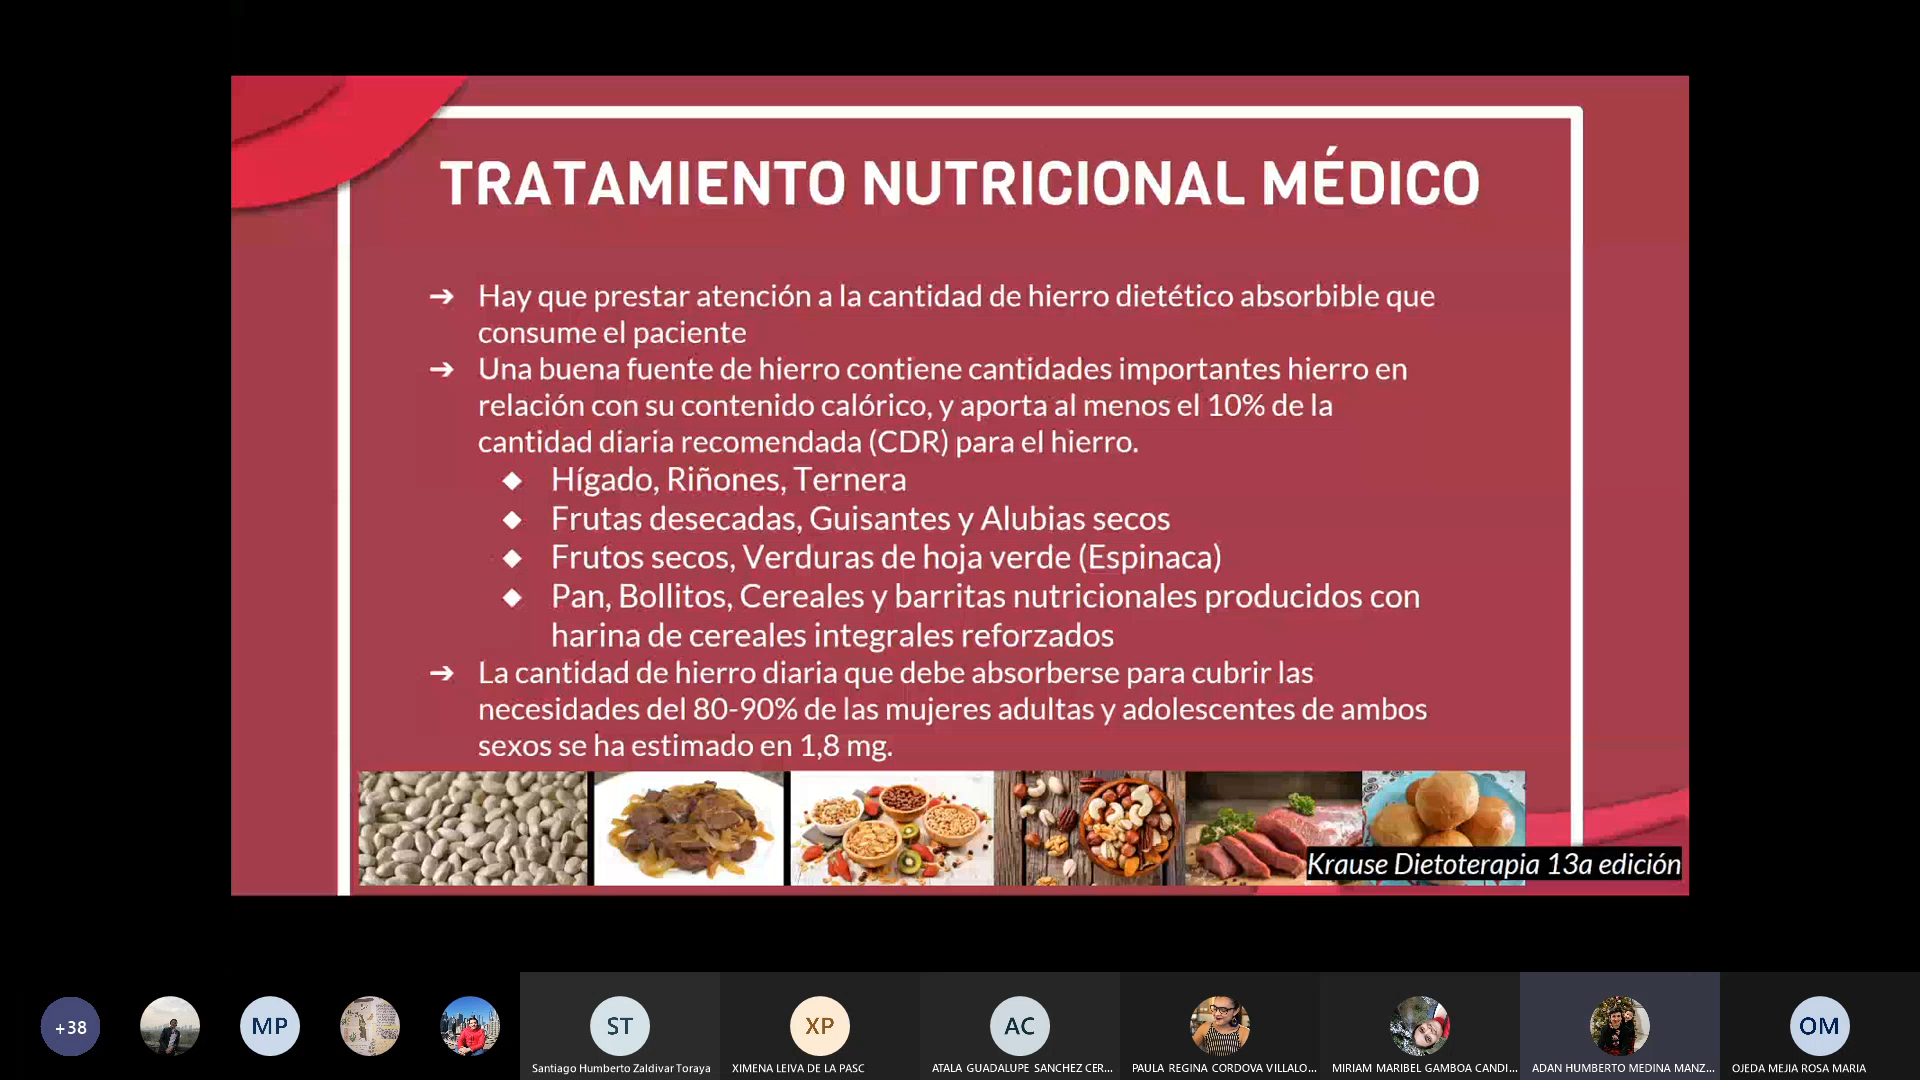 TRATAMIENTO NUTRICIONAL MÉDICO
➔ Hay que prestar atención a la cantidad de hierro dietético absorbible que
consume el paciente
➔ Una buena fuente de hierro contiene cantidades importantes hierro en
relación con su contenido calórico, y aporta al menos el 10% de la
cantidad diaria recomendada (CDR) para el hierro.
◆ Hígado, Riñones, Ternera
◆ Frutas desecadas, Guisantes y Alubias secos
◆ Frutos secos, Verduras de hoja verde (Espinaca)
◆ Pan, Bollitos, Cereales y barritas nutricionales producidos con
harina de cereales integrales reforzados
➔ La cantidad de hierro diaria que debe absorberse para cubrir las
necesidades del 80-90% de las mujeres adultas y adolescentes de ambos
sexos se ha estimado en 1,8 mg.
Krause Dietoterapia 13a edición
+38
MP
ST
XP
AC
OM
Santiago Humberto Zaldivar Toraya
XIMENA LEIVA DE LA PASC
ATALA GUADALUPE SANCHEZ CER...
PAULA REGINA CORDOVA VILLALO...
MIRIAM MARIBEL GAMBOA CANDI...
ADAN HUMBERTO MEDINA MANZ...
OJEDA MEJIA ROSA MARIA